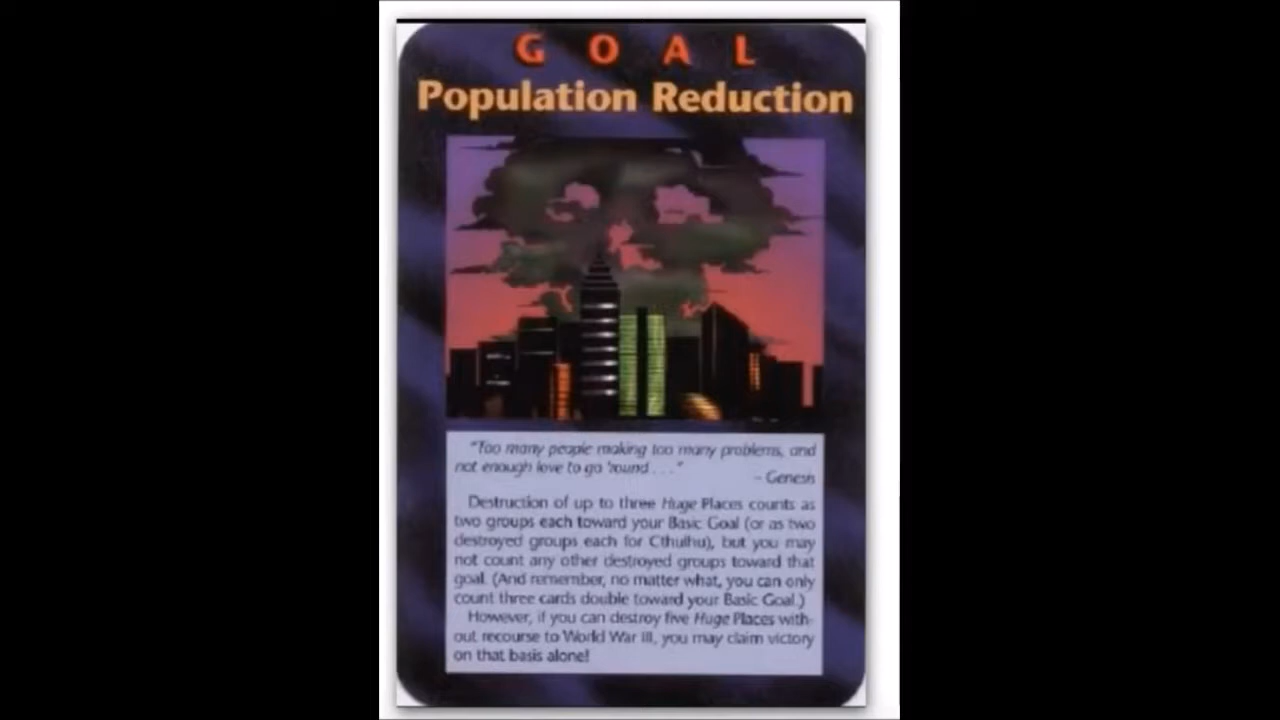 GOAL
Population Reduction
"Too many people making too many problems, and
not enough love to go 'round . . ."
– Genesis
Destruction of up to three Huge Places counts as
two groups each toward your Basic Goal (or as two
destroyed groups each for Cthulhu), but you may
not count any other destroyed groups toward that
goal. (And remember, no matter what, you can only
count three cards double toward your Basic Goal.)
However, if you can destroy five Huge Places with-
out recourse to World War III, you may claim victory
on that basis alone!